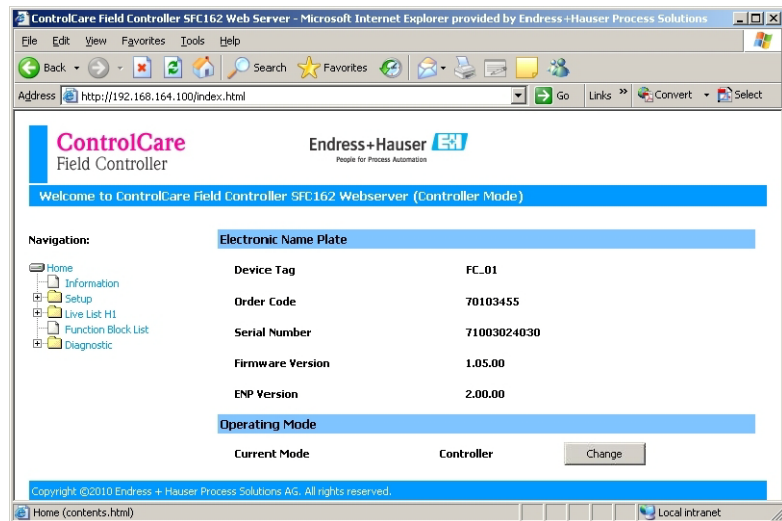 ControlCare Field Controller SFC162 Web Server - Microsoft Internet Explorer provided by Endress+Hauser Process Solutions
File Edit View Favorites Tools Help
Back Search Favorites
Address http://192.168.164.100/index.html Go Links » Convert Select
ControlCare
Field Controller
Endress+Hauser EH
People for Process Automation
Welcome to ControlCare Field Controller SFC162 Webserver (Controller Mode)
Navigation:
Home
Information
Setup
Live List H1
Function Block List
Diagnostic
Electronic Name Plate
Device Tag FC_01
Order Code 70103455
Serial Number 71003024030
Firmware Version 1.05.00
ENP Version 2.00.00
Operating Mode
Current Mode Controller Change
Copyright ©2010 Endress + Hauser Process Solutions AG. All rights reserved.
Home (contents.html) Local intranet